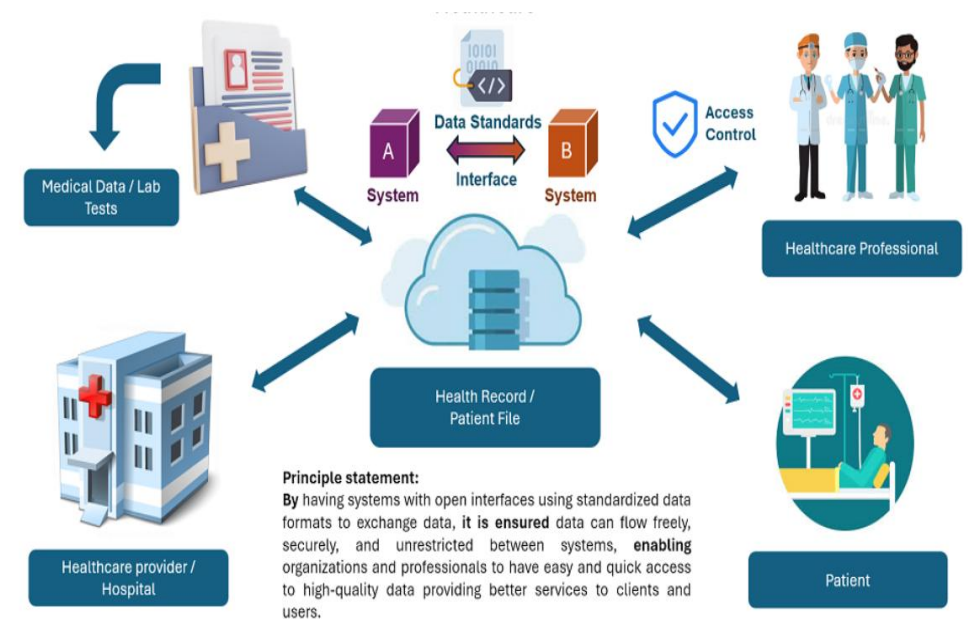 10101
01010
</>
Data Standards
A
B
Interface
System
System
Access
Control
Medical Data / Lab
Tests
Healthcare Professional
Health Record /
Patient File
Principle statement:
By having systems with open interfaces using standardized data
formats to exchange data, it is ensured data can flow freely,
securely, and unrestricted between systems, enabling
organizations and professionals to have easy and quick access
to high-quality data providing better services to clients and
users.
Healthcare provider /
Hospital
Patient